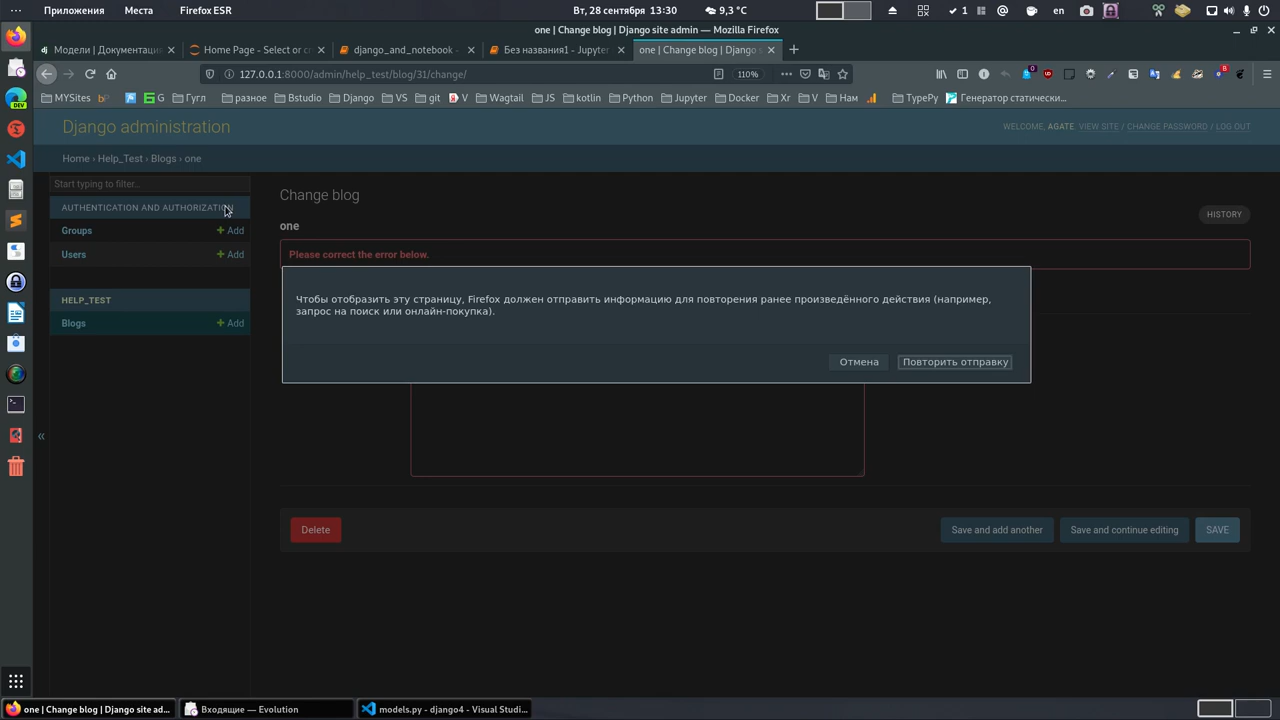 Приложения Места Firefox ESR Вт, 28 сентября 13:30 9,3 °C 1 en
one | Change blog | Django site admin — Mozilla Firefox
Модели | Документаци Home Page - Select or cr django_and_notebook - Без названия1 - Jupyter one | Change blog | Django s
127.0.0.1:8000/admin/help_test/blog/31/change/ 110% 0 8
MYSites G Гугл разное Bstudio Django VS git V Wagtail JS kotlin Python Jupyter Docker Xr V Нам TypePy Генератор статически...
Django administration
WELCOME, AGATE. VIEW SITE / CHANGE PASSWORD / LOG OUT
Home › Help_Test › Blogs › one
Start typing to filter...
Change blog
AUTHENTICATION AND AUTHORIZATION
HISTORY
one
Groups + Add
Users + Add
Please correct the error below.
Чтобы отобразить эту страницу, Firefox должен отправить информацию для повторения ранее произведённого действия (например,
запрос на поиск или онлайн-покупка).
HELP_TEST
Blogs + Add
Отмена Повторить отправку
«
Delete Save and add another Save and continue editing SAVE
one | Change blog | Django site ad... Входящие — Evolution models.py - django4 - Visual Studi...